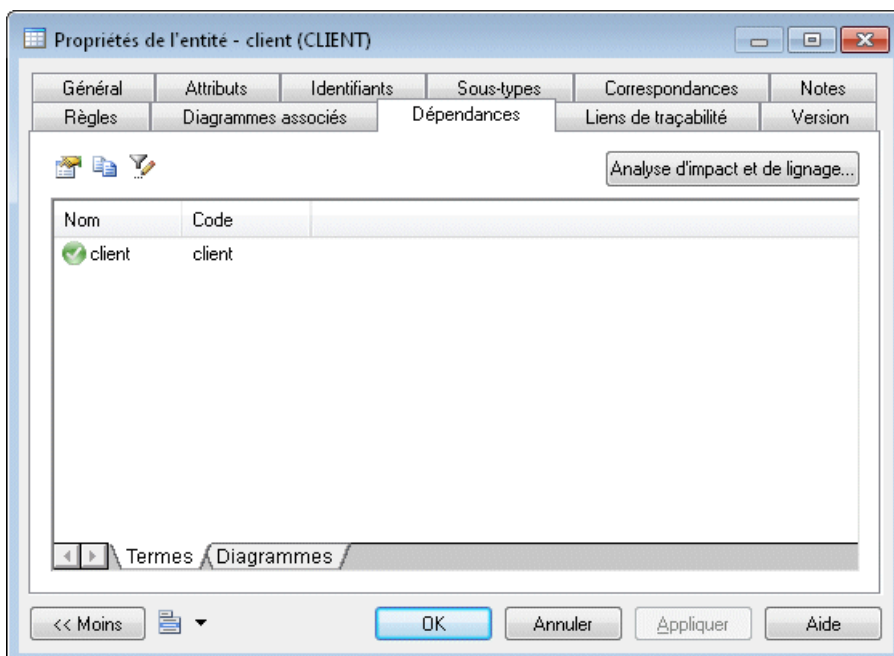 Propriétés de l'entité - client (CLIENT)
Général Attributs Identifiants Sous-types Correspondances Notes
Règles Diagrammes associés Dépendances Liens de traçabilité Version
Analyse d'impact et de lignage...
Nom Code
client client
Termes Diagrammes
<< Moins OK Annuler Appliquer Aide